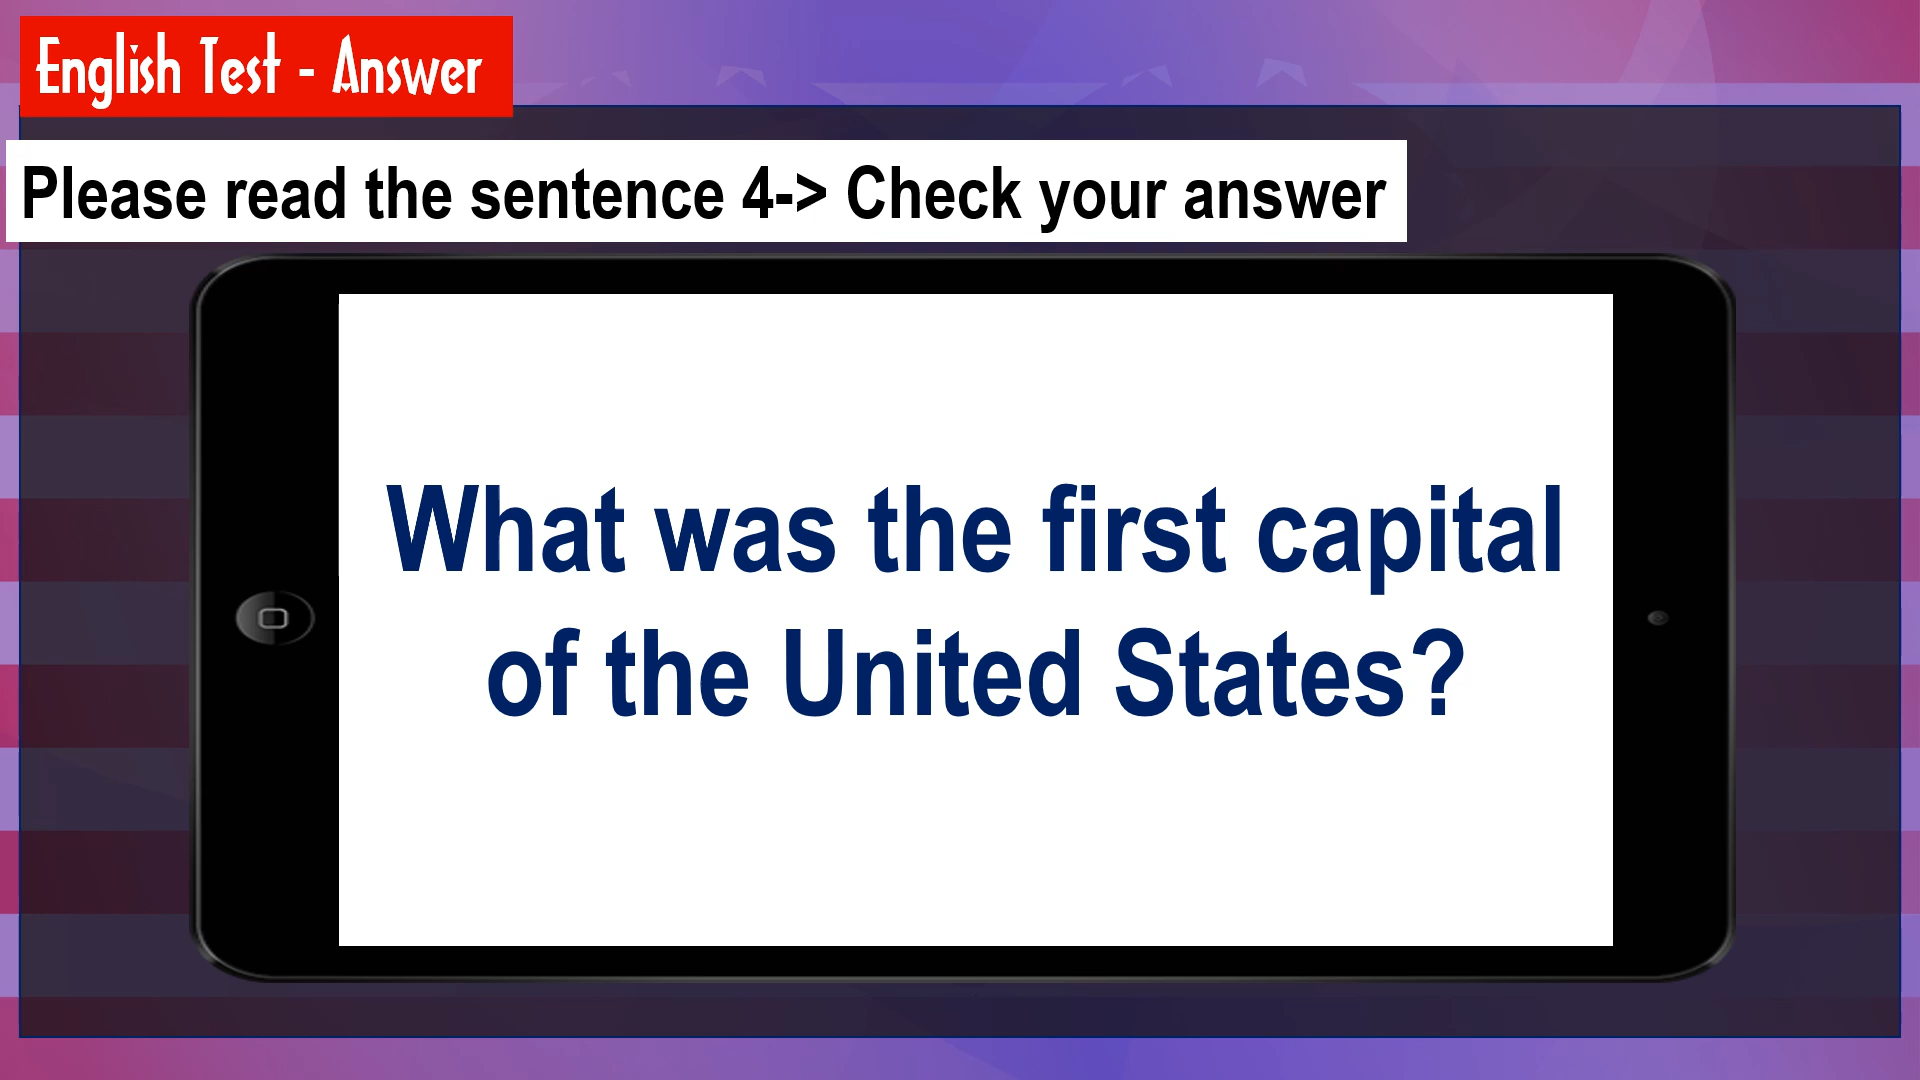 English Test - Answer
Please read the sentence 4-> Check your answer
What was the first capital
of the United States?